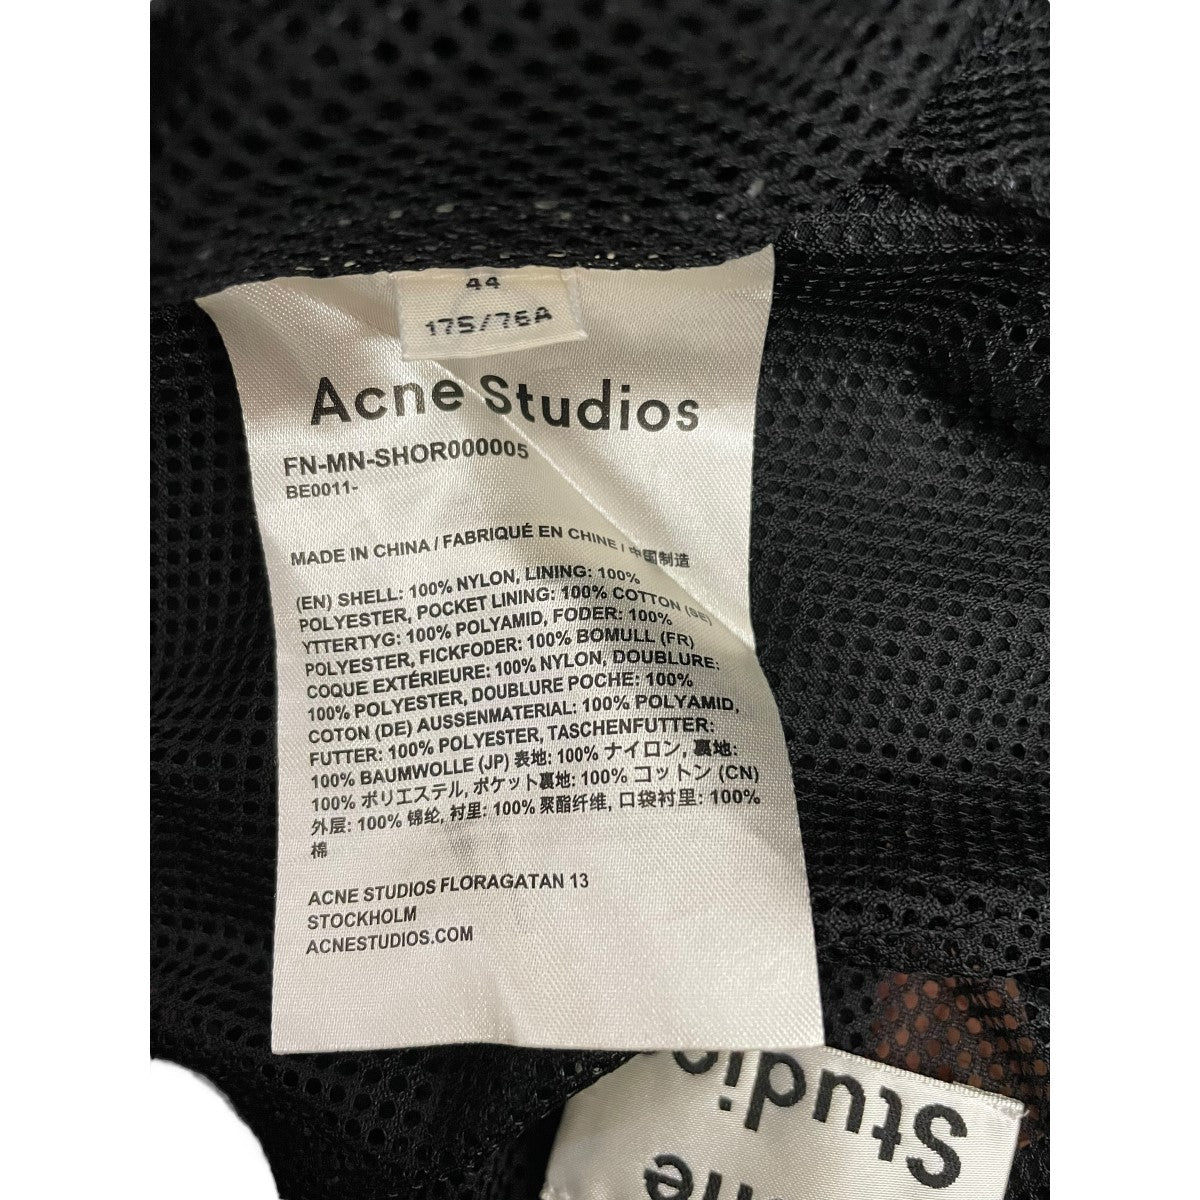 44
175/76A
Acne Studios
FN-MN-SHOR000005
BE0011-
MADE IN CHINA / FABRIQUÉ EN CHINE / 中国制造
(EN) SHELL: 100% NYLON, LINING: 100%
POLYESTER, POCKET LINING: 100% COTTON (SE)
YTTERTYG: 100% POLYAMID, FODER: 100%
POLYESTER, FICKFODER: 100% BOMULL (FR)
COQUE EXTÉRIEURE: 100% NYLON, DOUBLURE:
100% POLYESTER, DOUBLURE POCHE: 100%
COTON (DE) AUSSENMATERIAL: 100% POLYAMID,
FUTTER: 100% POLYESTER, TASCHENFUTTER:
100% BAUMWOLLE (JP) 表地: 100% ナイロン, 裏地:
100% ポリエステル, ポケット裏地: 100% コットン (CN)
外层: 100% 锦纶, 衬里: 100% 聚酯纤维, 口袋衬里: 100%
棉
ACNE STUDIOS FLORAGATAN 13
STOCKHOLM
ACNESTUDIOS.COM
Studios